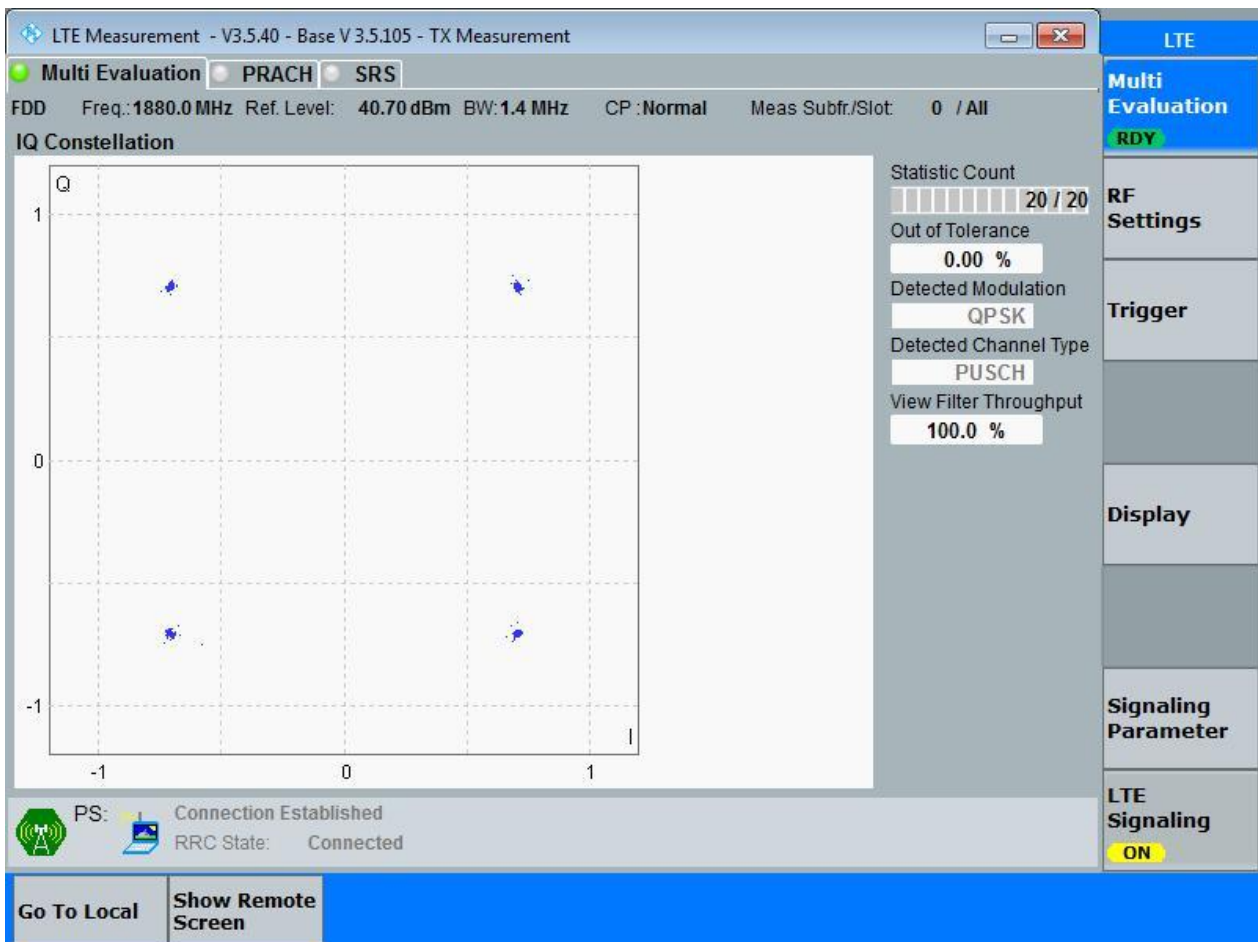 LTE Measurement - V3.5.40 - Base V 3.5.105 - TX Measurement
LTE
Multi Evaluation PRACH SRS
FDD Freq.: 1880.0 MHz Ref. Level: 40.70 dBm BW: 1.4 MHz CP : Normal Meas Subfr./Slot: 0 / All
IQ Constellation
Q
1
0
-1
I
-1 0 1
Statistic Count
20 / 20
Out of Tolerance
0.00 %
Detected Modulation
QPSK
Detected Channel Type
PUSCH
View Filter Throughput
100.0 %
Multi
Evaluation
RDY
RF
Settings
Trigger
Display
Signaling
Parameter
LTE
Signaling
ON
PS: Connection Established
RRC State: Connected
Go To Local
Show Remote
Screen